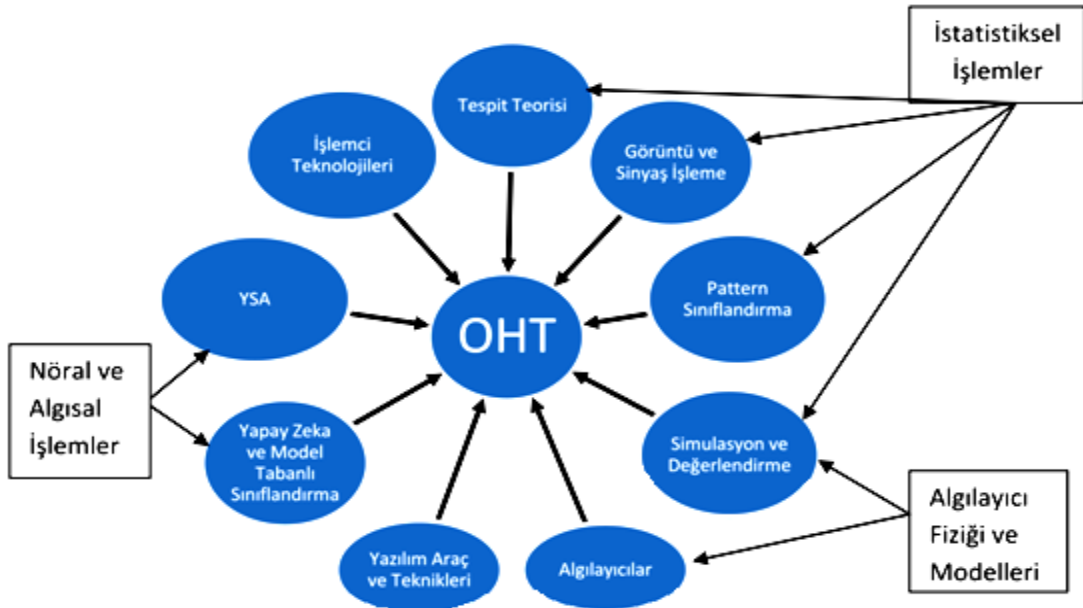 İstatistiksel
İşlemler
Tespit Teorisi
İşlemci
Teknolojileri
Görüntü ve
Sinyaş İşleme
YSA
Pattern
Sınıflandırma
OHT
Nöral ve
Algısal
İşlemler
Yapay Zeka
ve Model
Tabanlı
Sınıflandırma
Simulasyon ve
Değerlendirme
Yazılım Araç
ve Teknikleri
Algılayıcılar
Algılayıcı
Fiziği ve
Modelleri